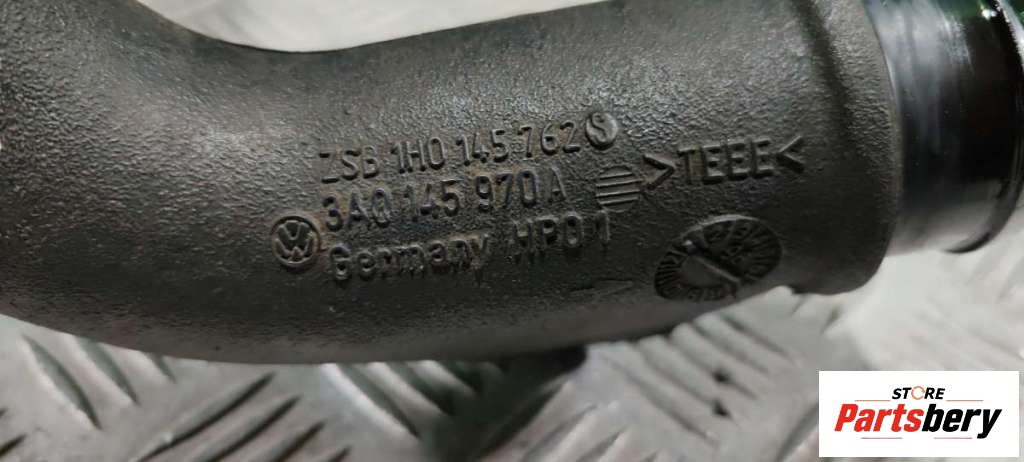 ZSB 1H0 145 762
>TEEE<
3A0 145 970 A
Germany HP01
STORE
Partsbery